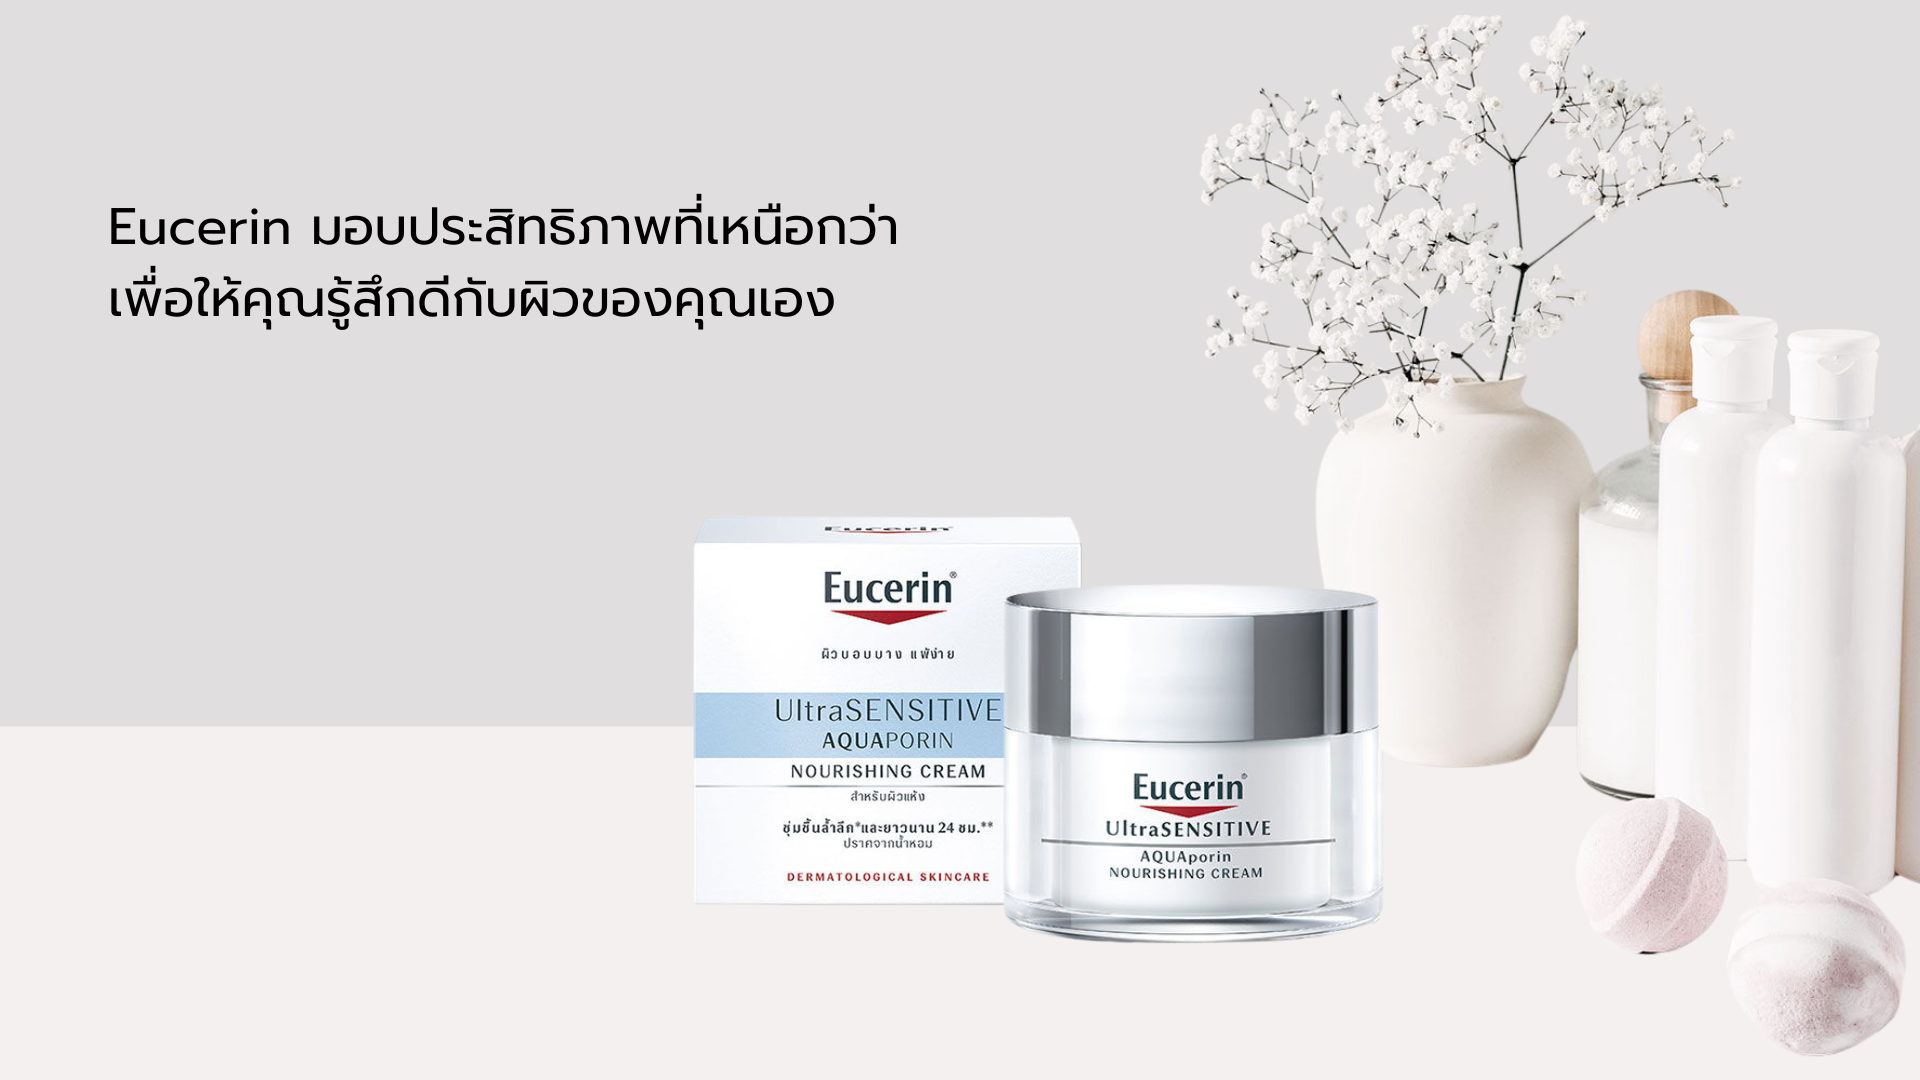 Eucerin มอบประสิทธิภาพที่เหนือกว่า
เพื่อให้คุณรู้สึกดีกับผิวของคุณเอง
Eucerin
Eucerin®
ผิวบอบบาง แพ้ง่าย
UltraSENSITIVE
AQUAPORIN
NOURISHING CREAM
สำหรับผิวแห้ง
ชุ่มชื้นล้ำลึก*และยาวนาน 24 ชม.**
ปราศจากน้ำหอม
DERMATOLOGICAL SKINCARE
Eucerin®
UltraSENSITIVE
AQUAporin
NOURISHING CREAM